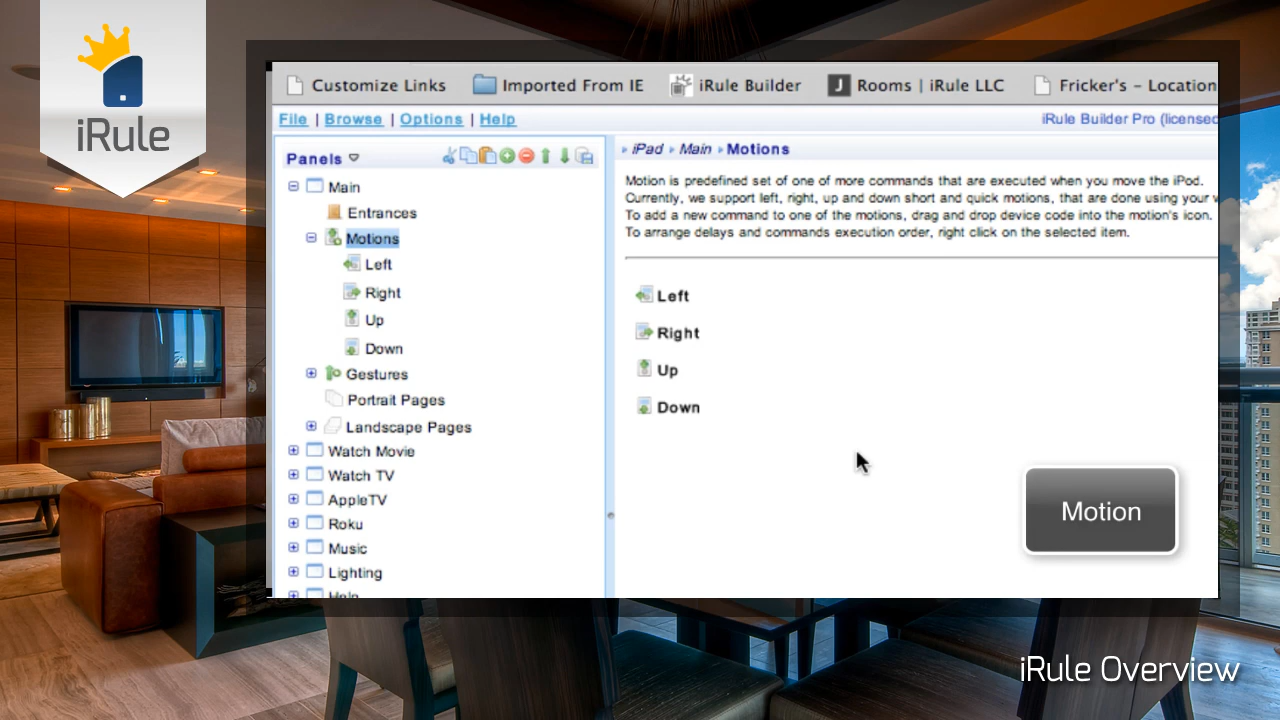 iRule
Customize Links
Imported From IE
iRule Builder
J Rooms | iRule LLC
Fricker's - Location
File | Browse | Options | Help
iRule Builder Pro (licensed
Panels
iPad Main Motions
Motion is predefined set of one of more commands that are executed when you move the iPod.
Currently, we support left, right, up and down short and quick motions, that are done using your w
To add a new command to one of the motions, drag and drop device code into the motion's icon.
To arrange delays and commands execution order, right click on the selected item.
Main
Entrances
Motions
Left
Right
Up
Down
Gestures
Portrait Pages
Landscape Pages
Watch Movie
Watch TV
AppleTV
Roku
Music
Lighting
Help
Left
Right
Up
Down
Motion
iRule Overview